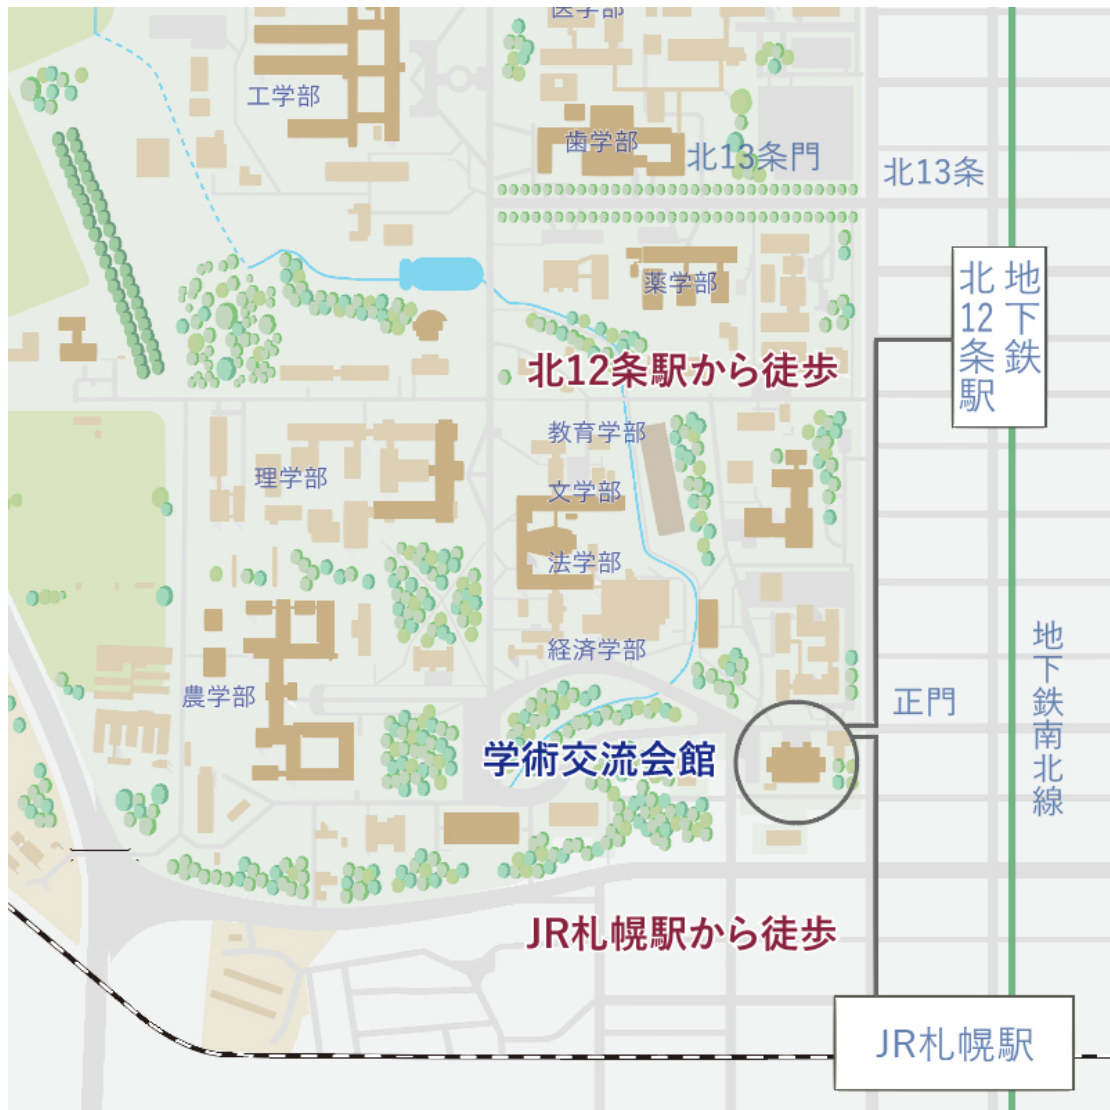 医学部
工学部
歯学部
北13条門
北13条
薬学部
地下鉄
北12条駅
北12条駅から徒歩
教育学部
理学部
文学部
法学部
経済学部
農学部
正門
地下鉄南北線
学術交流会館
JR札幌駅から徒歩
JR札幌駅